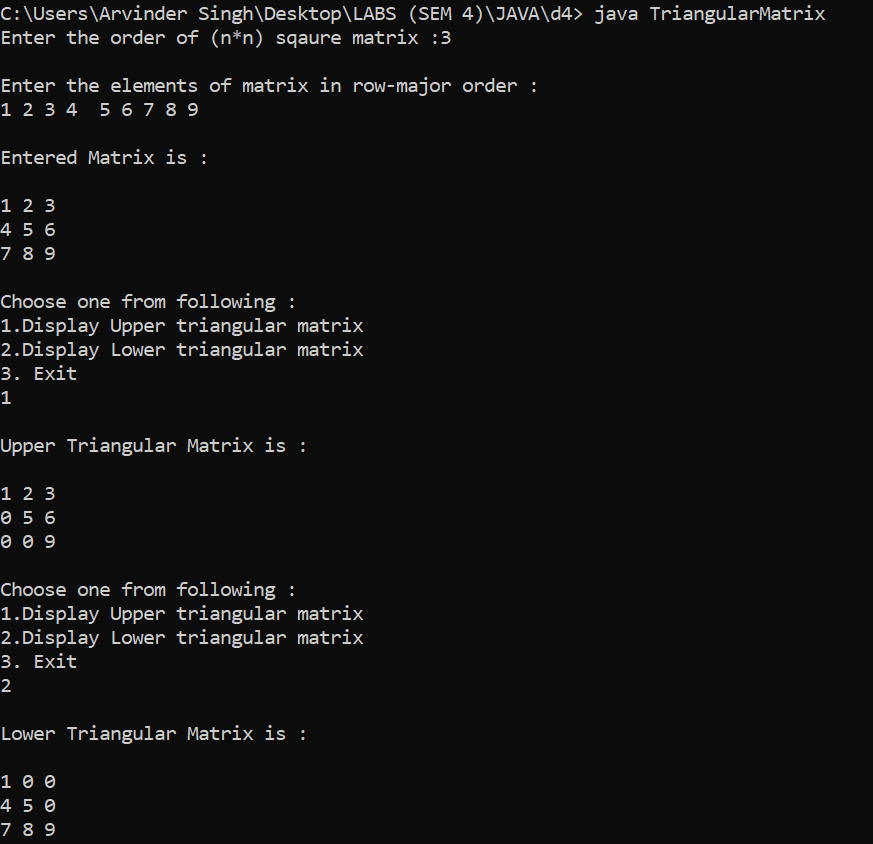 C:\Users\Arvinder Singh\Desktop\LABS (SEM 4)\JAVA\d4> java TriangularMatrix
Enter the order of (n*n) sqaure matrix :3
Enter the elements of matrix in row-major order :
1 2 3 4  5 6 7 8 9
Entered Matrix is :
1 2 3
4 5 6
7 8 9
Choose one from following :
1.Display Upper triangular matrix
2.Display Lower triangular matrix
3. Exit
1
Upper Triangular Matrix is :
1 2 3
0 5 6
0 0 9
Choose one from following :
1.Display Upper triangular matrix
2.Display Lower triangular matrix
3. Exit
2
Lower Triangular Matrix is :
1 0 0
4 5 0
7 8 9